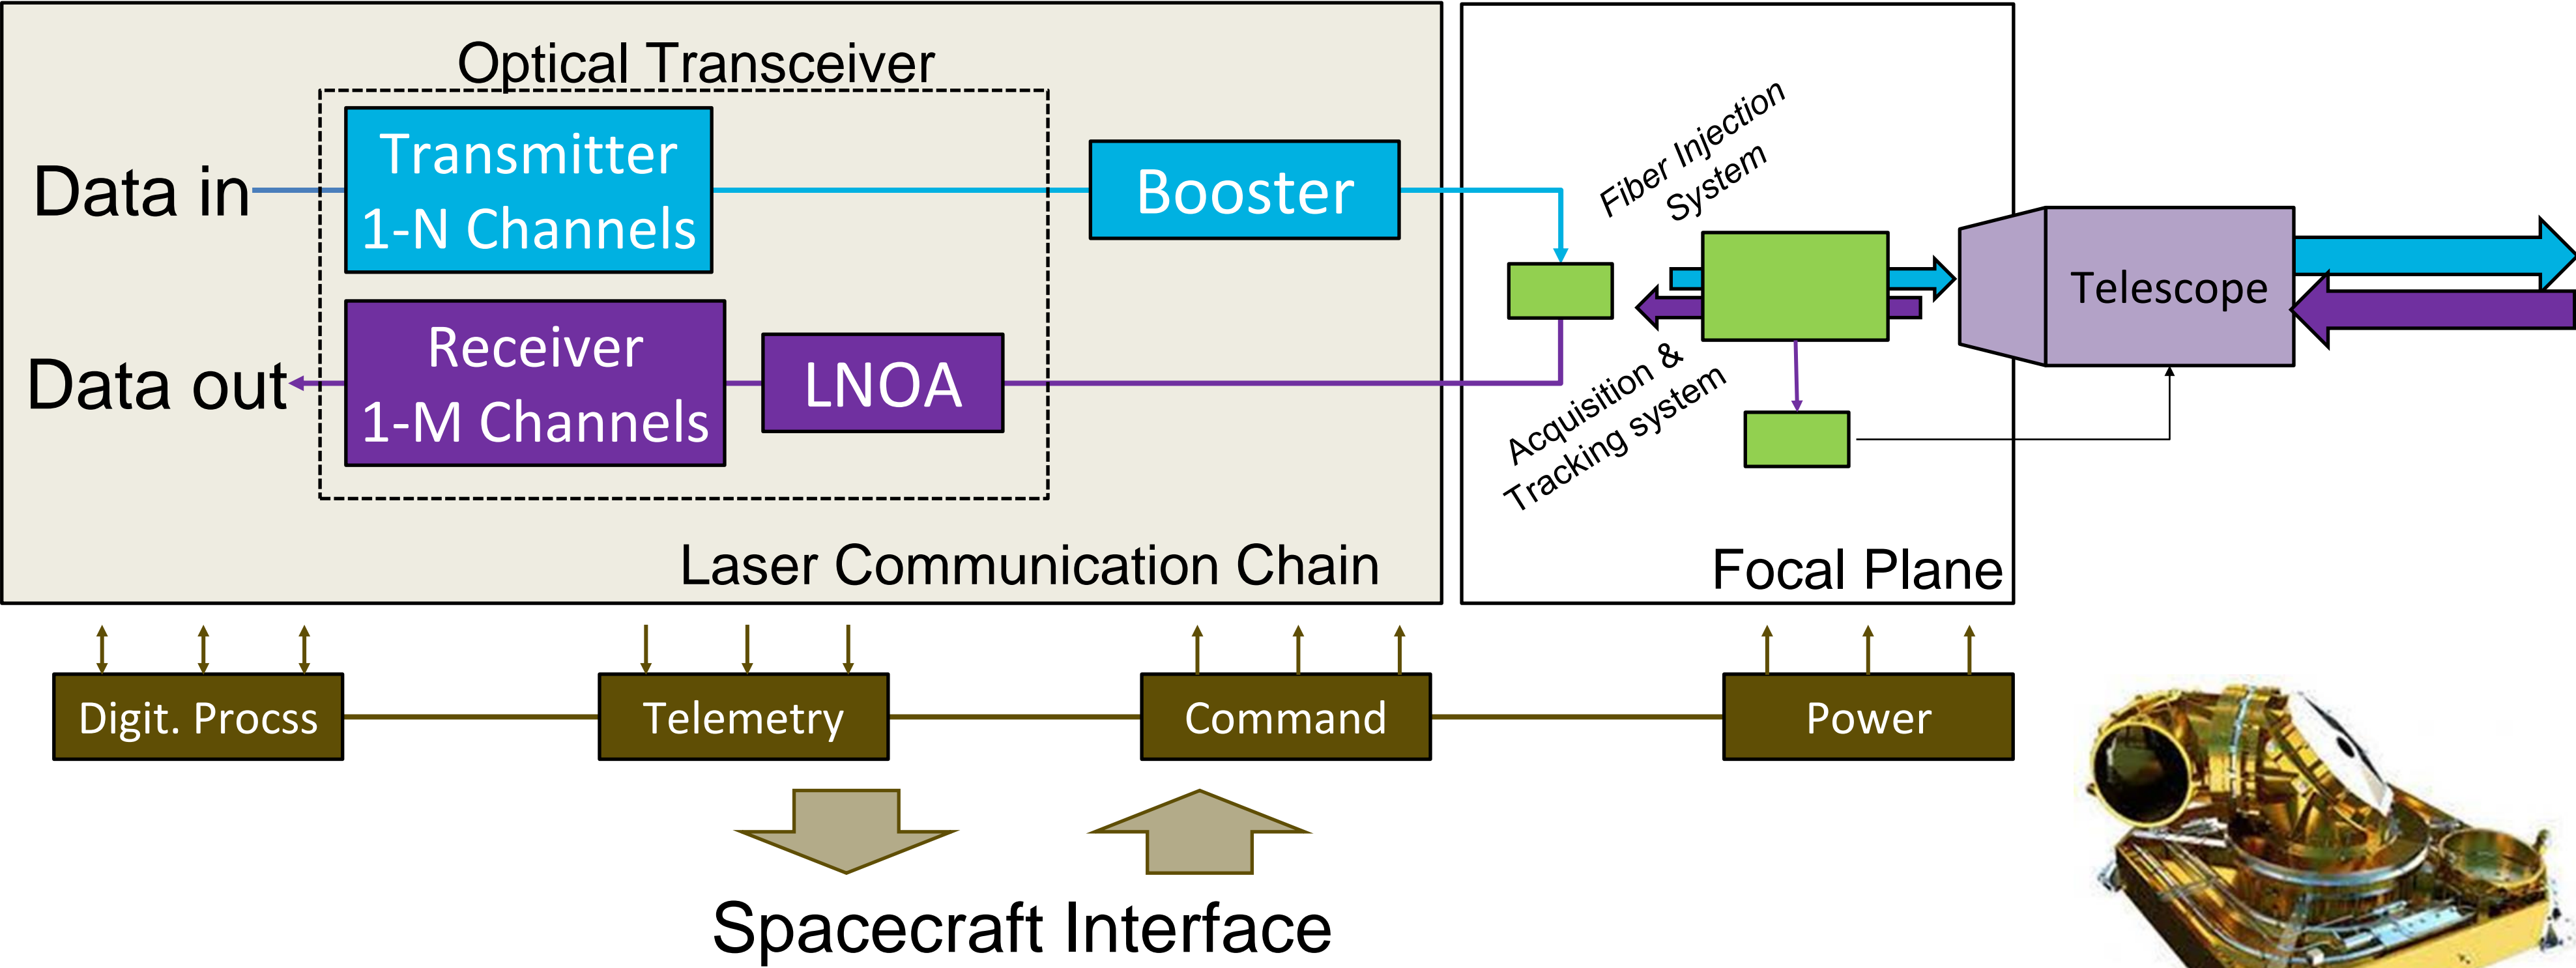 Optical Transceiver
Data in
Transmitter
1-N Channels
Booster
Fiber Injection
System
Telescope
Data out
Receiver
1-M Channels
LNOA
Acquisition &
Tracking system
Laser Communication Chain
Focal Plane
Digit. Procss
Telemetry
Command
Power
Spacecraft Interface